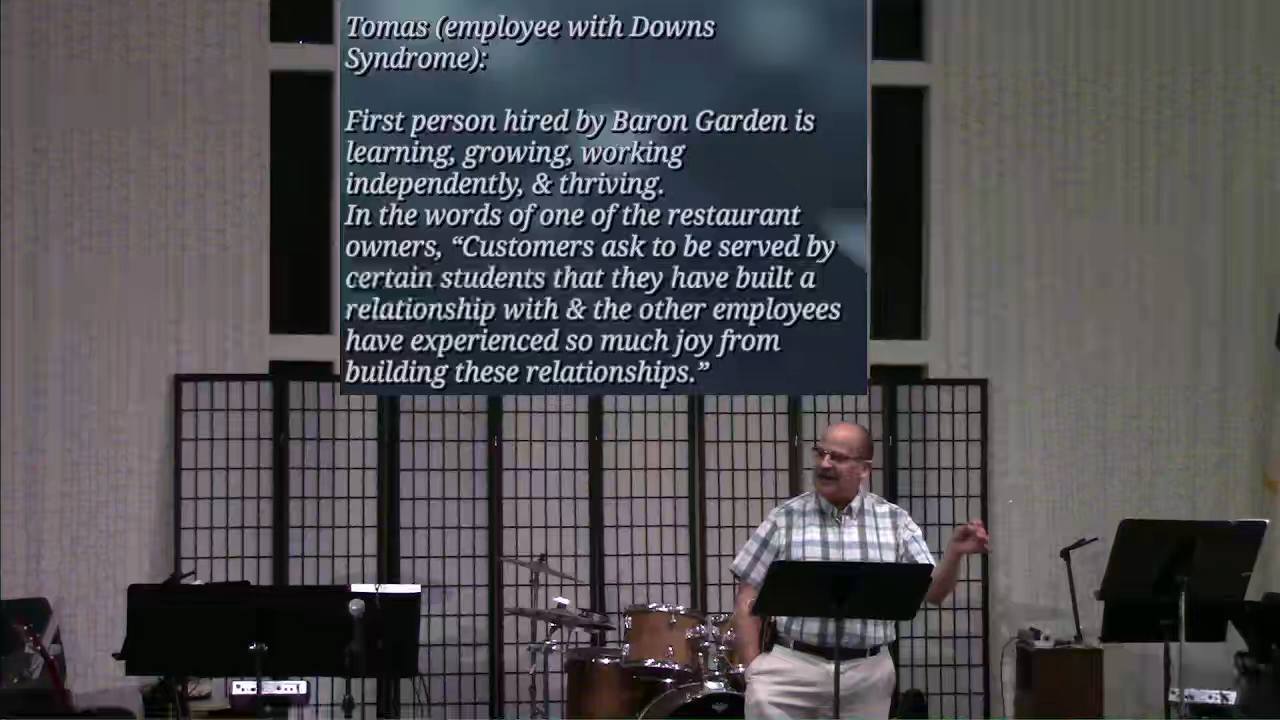 Tomas (employee with Downs
Syndrome):
First person hired by Baron Garden is
learning, growing, working
independently, & thriving.
In the words of one of the restaurant
owners, “Customers ask to be served by
certain students that they have built a
relationship with & the other employees
have experienced so much joy from
building these relationships.”